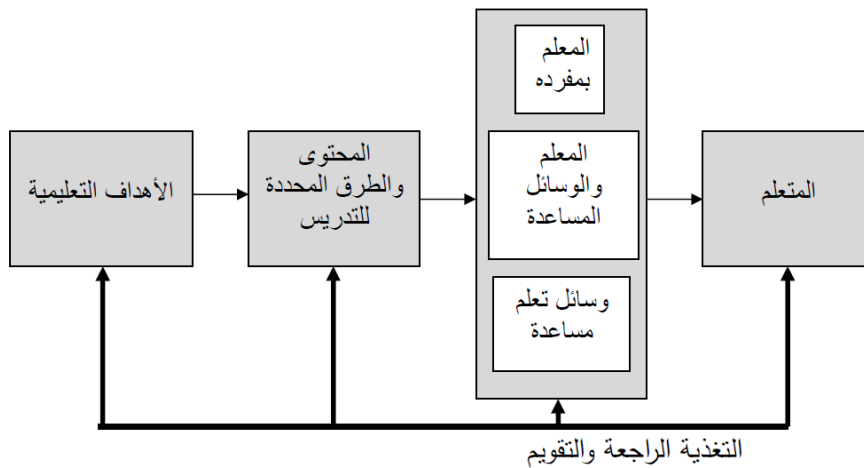 الأهداف التعليمية
المحتوى
والطرق المحددة
للتدريس
المعلم
بمفرده
المعلم
والوسائل
المساعدة
وسائل تعلم
مساعدة
المتعلم
التغذية الراجعة والتقويم